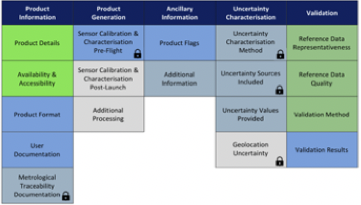 Product
Information
Product
Generation
Ancillary
Information
Uncertainty
Characterisation
Validation
Product Details
Sensor Calibration &
Characterisation
Pre-Flight
Product Flags
Uncertainty
Characterisation
Method
Reference Data
Representativeness
Availability &
Accessibility
Sensor Calibration &
Characterisation
Post-Launch
Additional
Information
Uncertainty Sources
Included
Reference Data
Quality
Product Format
Additional
Processing
Uncertainty Values
Provided
Validation Method
User
Documentation
Geolocation
Uncertainty
Validation Results
Metrological
Traceability
Documentation